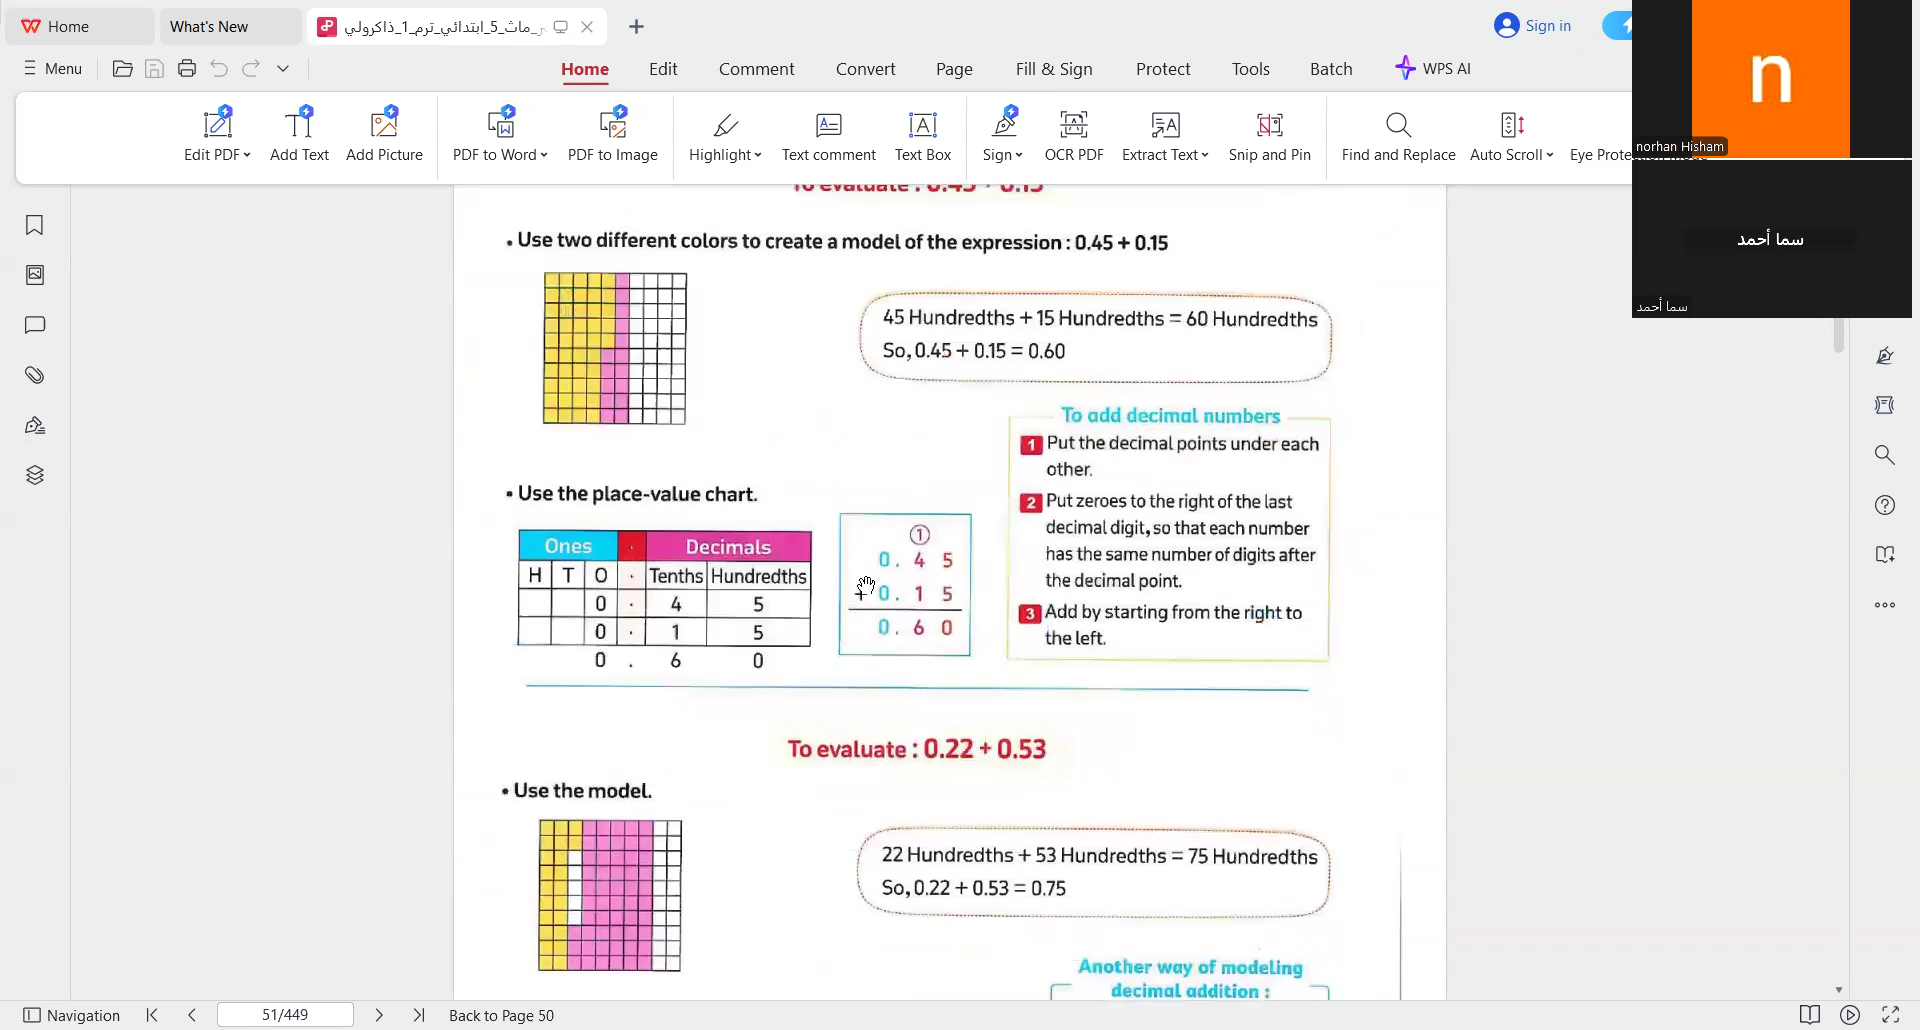 Home
What's New
ـر_ماث_5_ابتدائي_ترم_1_ذاكرولي
Sign in
Menu
Home
Edit
Comment
Convert
Page
Fill & Sign
Protect
Tools
Batch
WPS AI
Edit PDF
Add Text
Add Picture
PDF to Word
PDF to Image
Highlight
Text comment
Text Box
Sign
OCR PDF
Extract Text
Snip and Pin
Find and Replace
Auto Scroll
n
norhan Hisham
سما أحمد
سما أحمد
To evaluate : 0.45 + 0.15
• Use two different colors to create a model of the expression : 0.45 + 0.15
45 Hundredths + 15 Hundredths = 60 Hundredths
So, 0.45 + 0.15 = 0.60
To add decimal numbers
1 Put the decimal points under each
other.
2 Put zeroes to the right of the last
decimal digit, so that each number
has the same number of digits after
the decimal point.
3 Add by starting from the right to
the left.
• Use the place-value chart.
Ones . Decimals
H T O . Tenths Hundredths
0 . 4 5
0 . 1 5
0 . 6 0
1
0 . 4 5
+ 0 . 1 5
0 . 6 0
To evaluate : 0.22 + 0.53
• Use the model.
22 Hundredths + 53 Hundredths = 75 Hundredths
So, 0.22 + 0.53 = 0.75
Another way of modeling
decimal addition :
Navigation
51/449
Back to Page 50